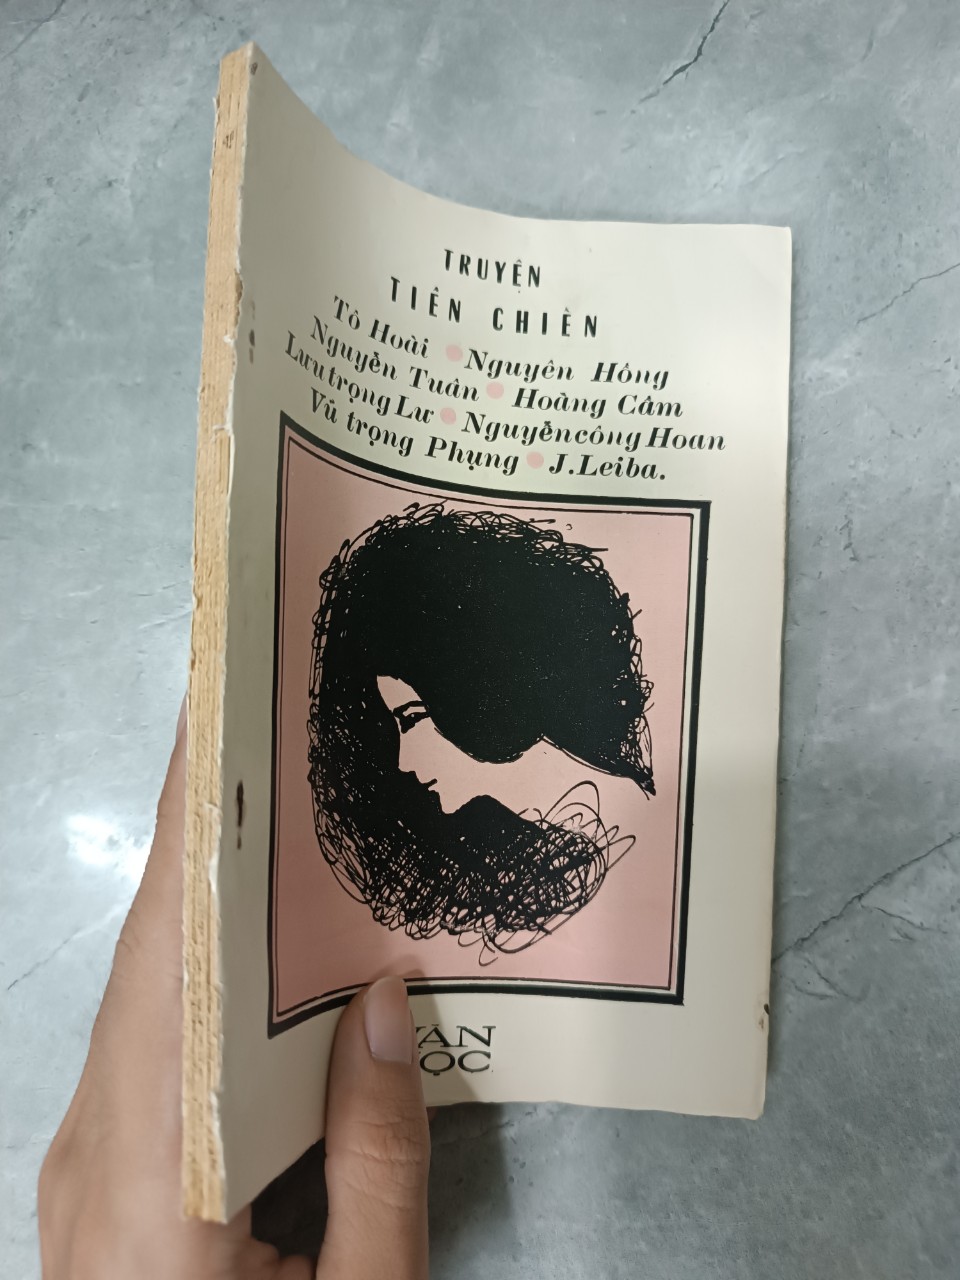 TRUYỆN
TIỀN CHIẾN
Tô Hoài • Nguyên Hồng
Nguyễn Tuân • Hoàng Cầm
Lưu trọng Lư • Nguyễn công Hoan
Vũ trọng Phụng • J. Leiba.